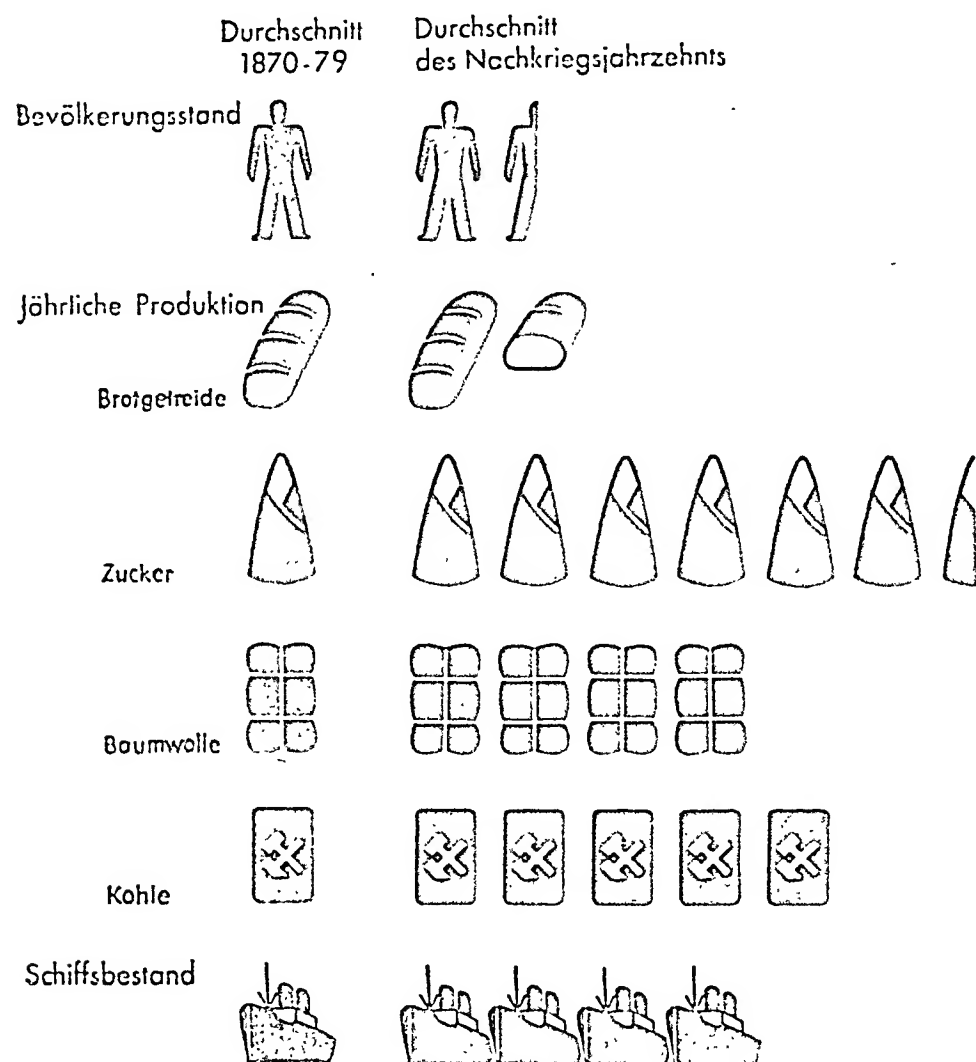 Durchschnitt
1870-79
Durchschnitt
des Nachkriegsjahrzehnts
Bevölkerungsstand
Jährliche Produktion
Brotgetreide
Zucker
Baumwolle
Kohle
Schiffsbestand